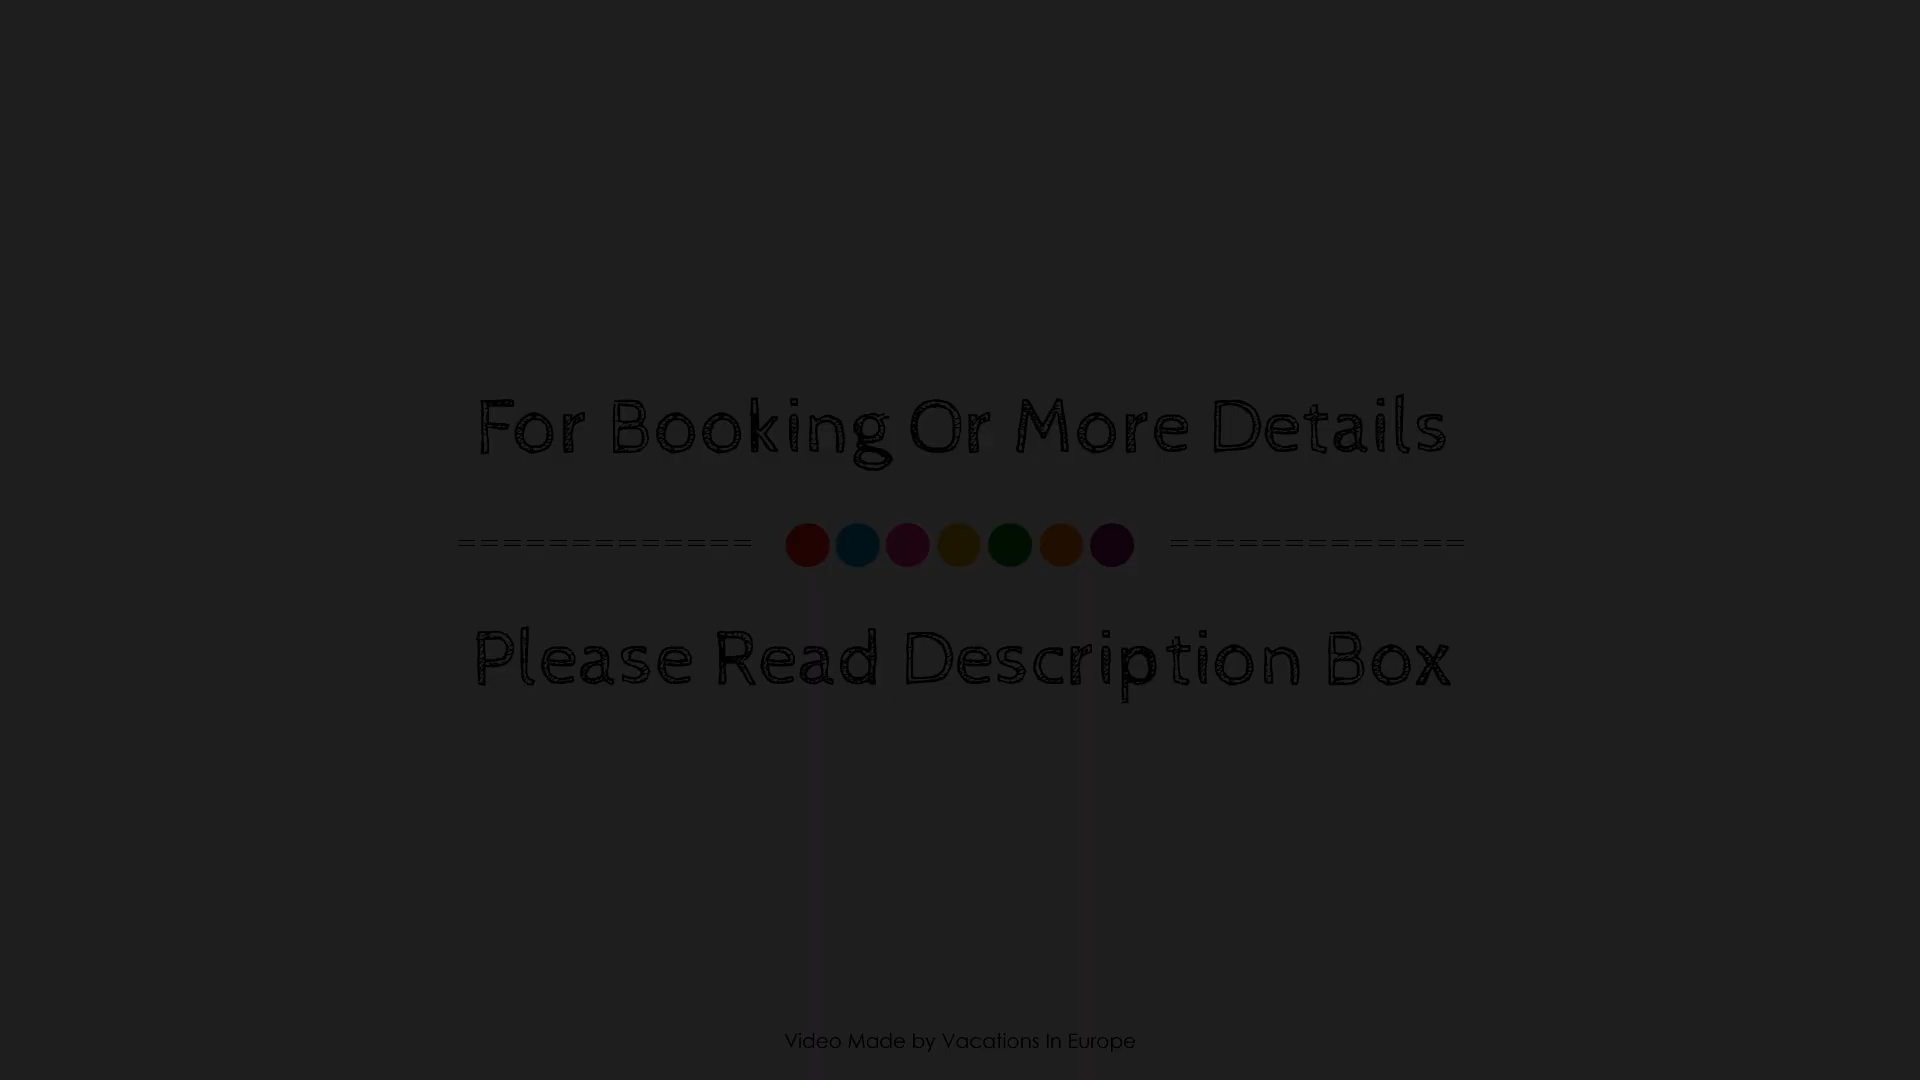 For Booking Or More Details
============= =============
Please Read Description Box
Video Made by Vacations In Europe